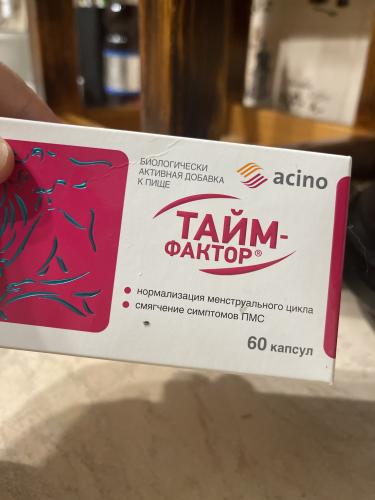 БИОЛОГИЧЕСКИ
АКТИВНАЯ ДОБАВКА
К ПИЩЕ
acino
ТАЙМ-
ФАКТОР®
• нормализация менструального цикла
• смягчение симптомов ПМС
60 капсул